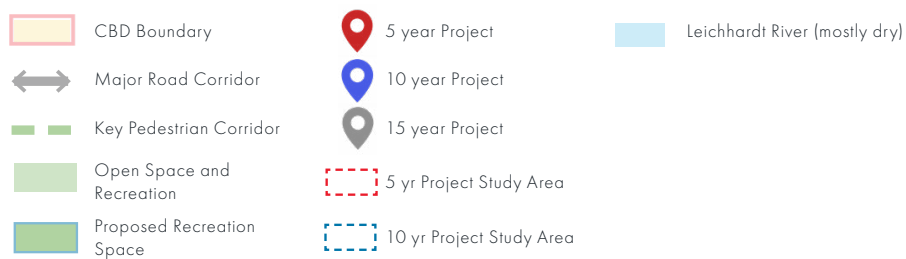 CBD Boundary
Major Road Corridor
Key Pedestrian Corridor
Open Space and
Recreation
Proposed Recreation
Space
5 year Project
10 year Project
15 year Project
5 yr Project Study Area
10 yr Project Study Area
Leichhardt River (mostly dry)